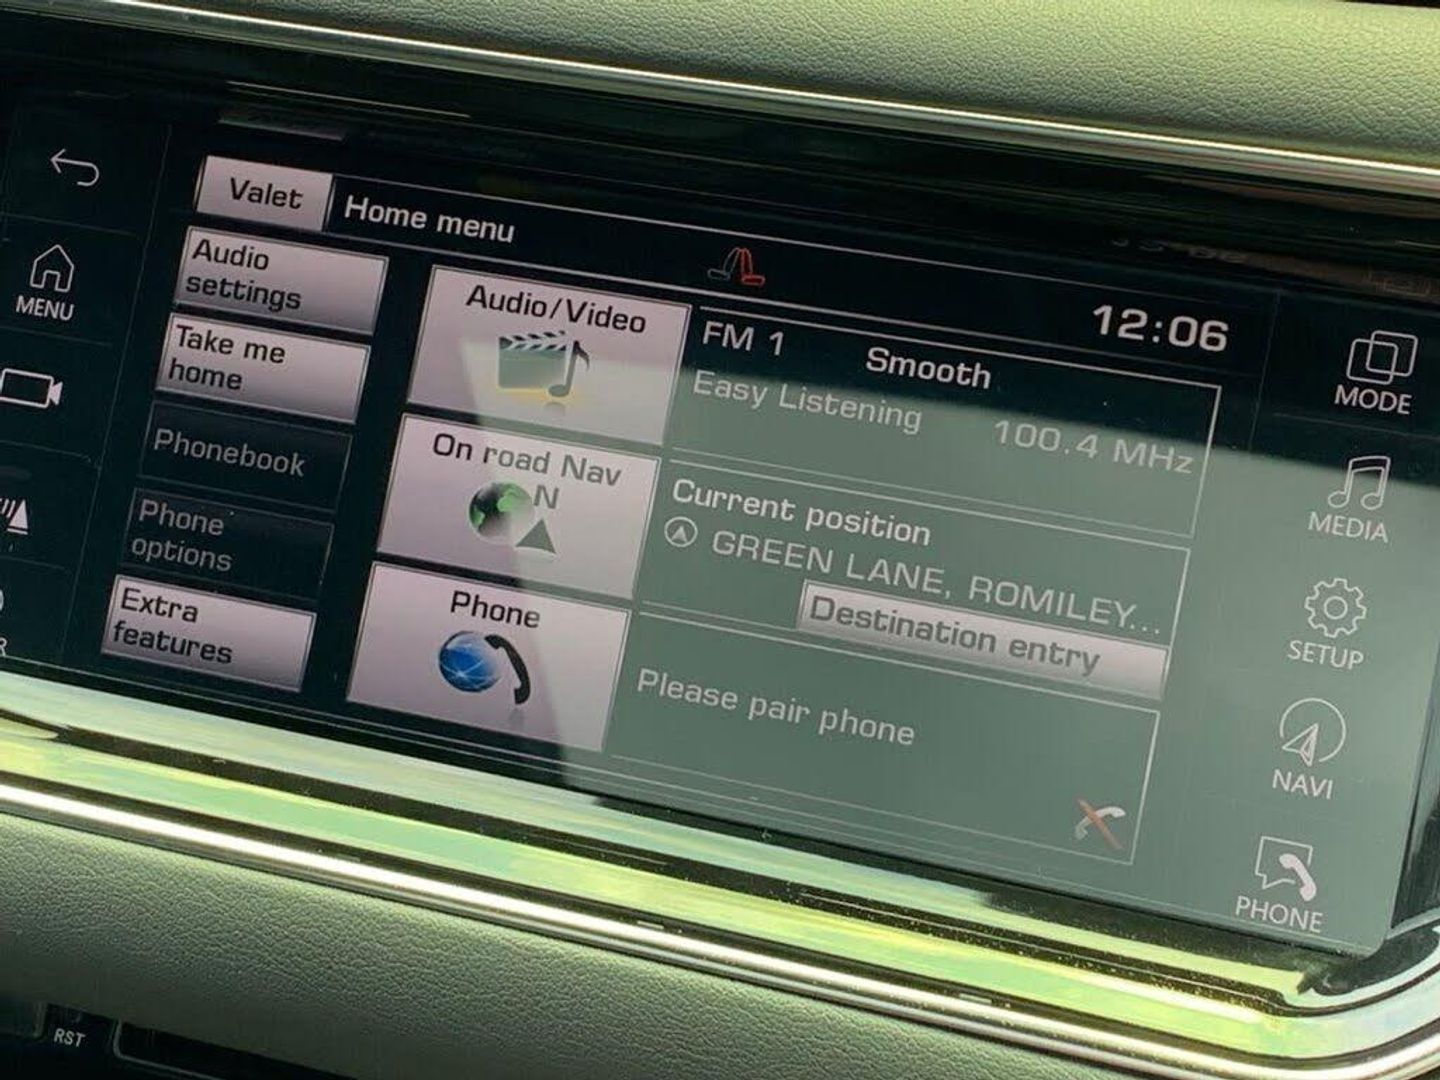 Valet
Home menu
12:06
MENU
Audio
settings
Take me
home
Phonebook
Phone
options
Extra
features
Audio/Video
FM 1
Smooth
Easy Listening
100.4 MHz
On road Nav
N
Current position
GREEN LANE, ROMILEY...
Destination entry
Phone
Please pair phone
MODE
MEDIA
SETUP
NAVI
PHONE
RST